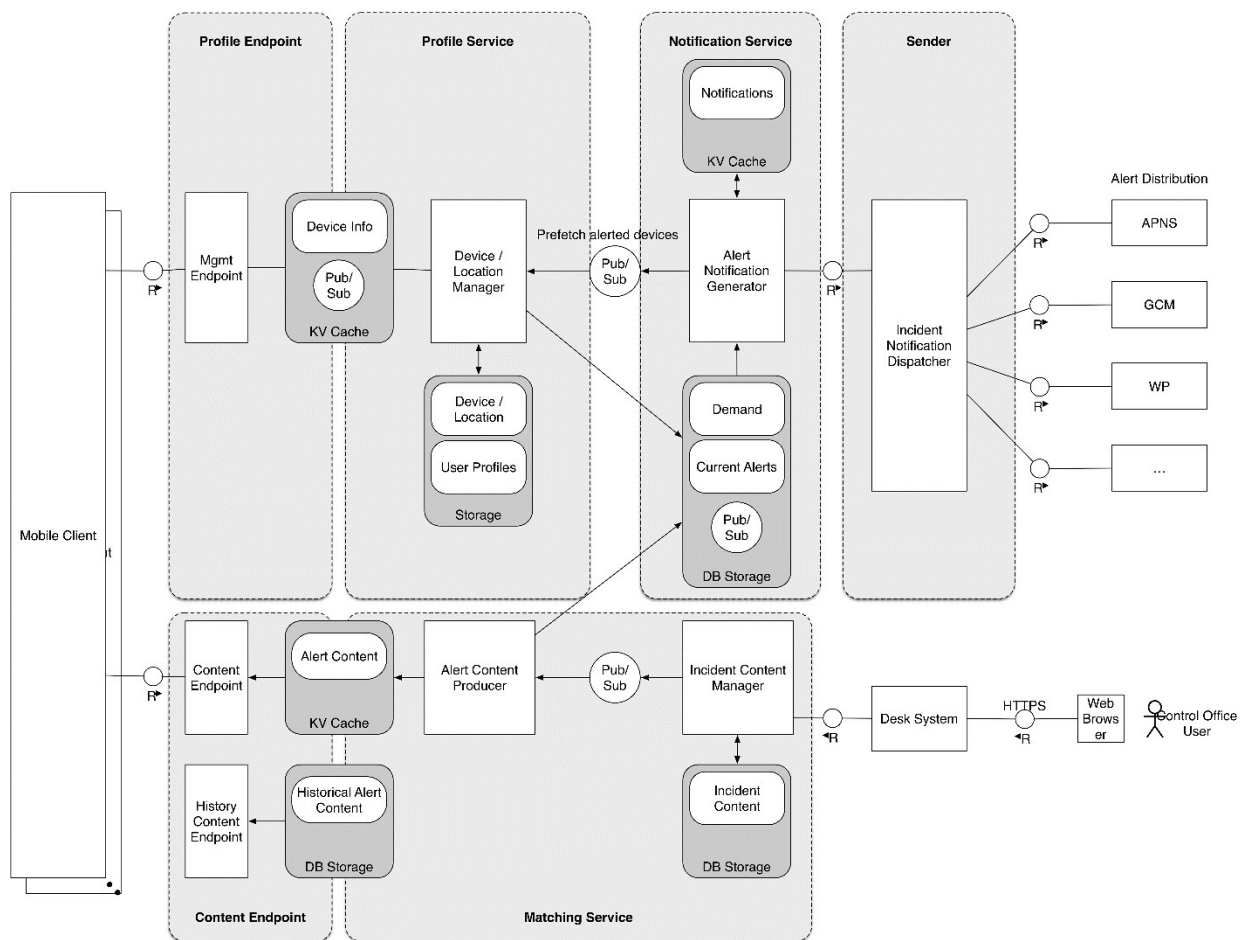 Profile Endpoint
Profile Service
Notification Service
Sender
Notifications
KV Cache
Alert Distribution
Mgmt
Endpoint
Device Info
Pub/
Sub
KV Cache
Device /
Location
Manager
Prefetch alerted devices
Pub/
Sub
Alert
Notification
Generator
Incident
Notification
Dispatcher
APNS
GCM
WP
...
R
R
R
R
R
R
Device /
Location
User Profiles
Storage
Demand
Current Alerts
Pub/
Sub
DB Storage
Mobile Client
nt
Content
Endpoint
Alert Content
KV Cache
Alert Content
Producer
Pub/
Sub
Incident Content
Manager
Desk System
HTTPS
Web
Brows
er
Control Office
User
R
R
R
History
Content
Endpoint
Historical Alert
Content
DB Storage
Incident
Content
DB Storage
Content Endpoint
Matching Service